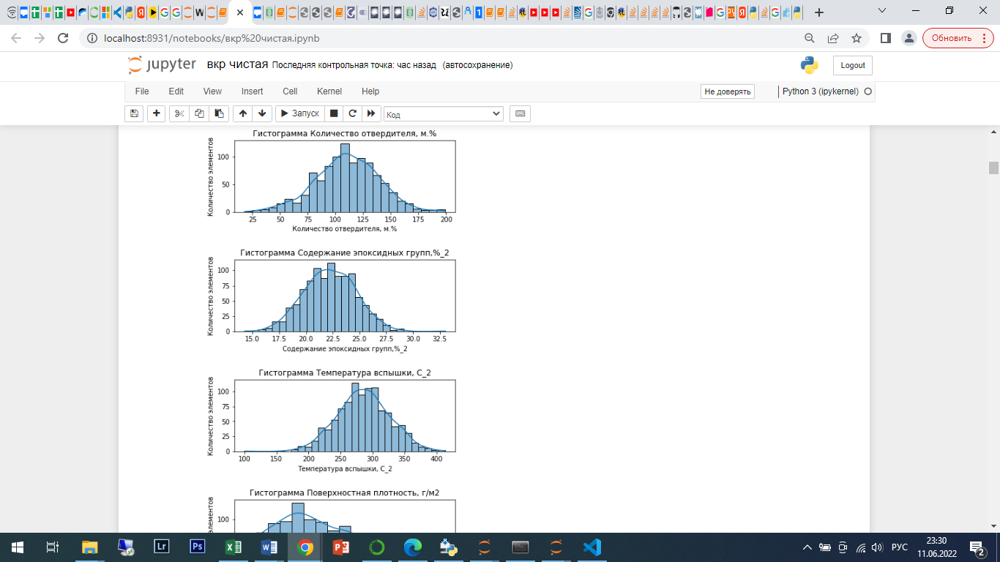 localhost:8931/notebooks/вкр%20чистая.ipynb
Обновить
jupyter вкр чистая Последняя контрольная точка: час назад (автосохранение)
Logout
File Edit View Insert Cell Kernel Help
Не доверять
Python 3 (ipykernel)
Запуск
Код
Гистограмма Количество отвердителя, м.%
Количество элементов
100
50
0
25 50 75 100 125 150 175 200
Количество отвердителя, м.%
Гистограмма Содержание эпоксидных групп,%_2
Количество элементов
100
75
50
25
0
15.0 17.5 20.0 22.5 25.0 27.5 30.0 32.5
Содержание эпоксидных групп,%_2
Гистограмма Температура вспышки, С_2
Количество элементов
100
75
50
25
0
100 150 200 250 300 350 400
Температура вспышки, С_2
Гистограмма Поверхностная плотность, г/м2
элементов
100
Lr
Ps
РУС
23:30
11.06.2022
2